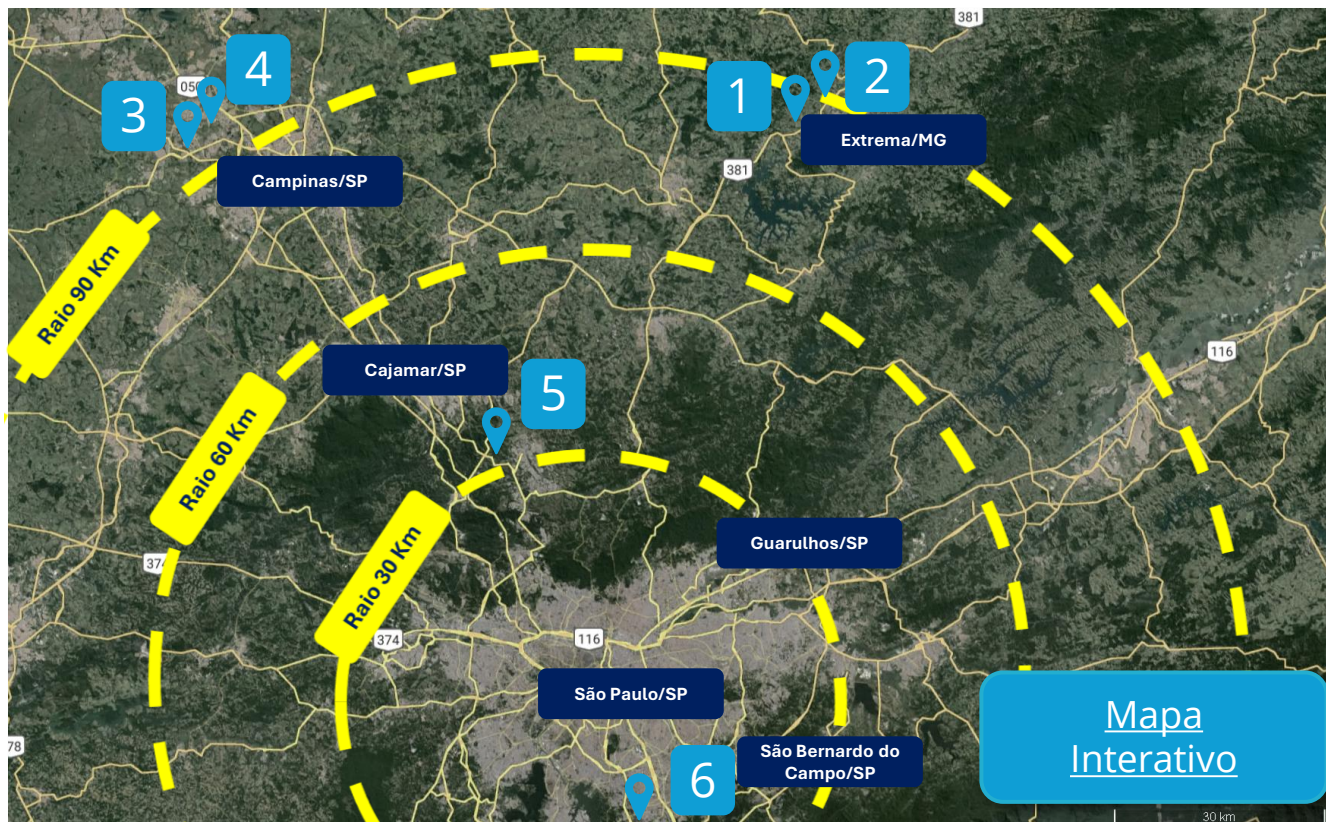 381
4
050
3
1
2
Extrema/MG
381
Campinas/SP
Raio 90 Km
116
Cajamar/SP
5
Raio 60 Km
Raio 30 Km
Guarulhos/SP
374
374
116
São Paulo/SP
Mapa
Interativo
78
São Bernardo do
Campo/SP
6
30 km